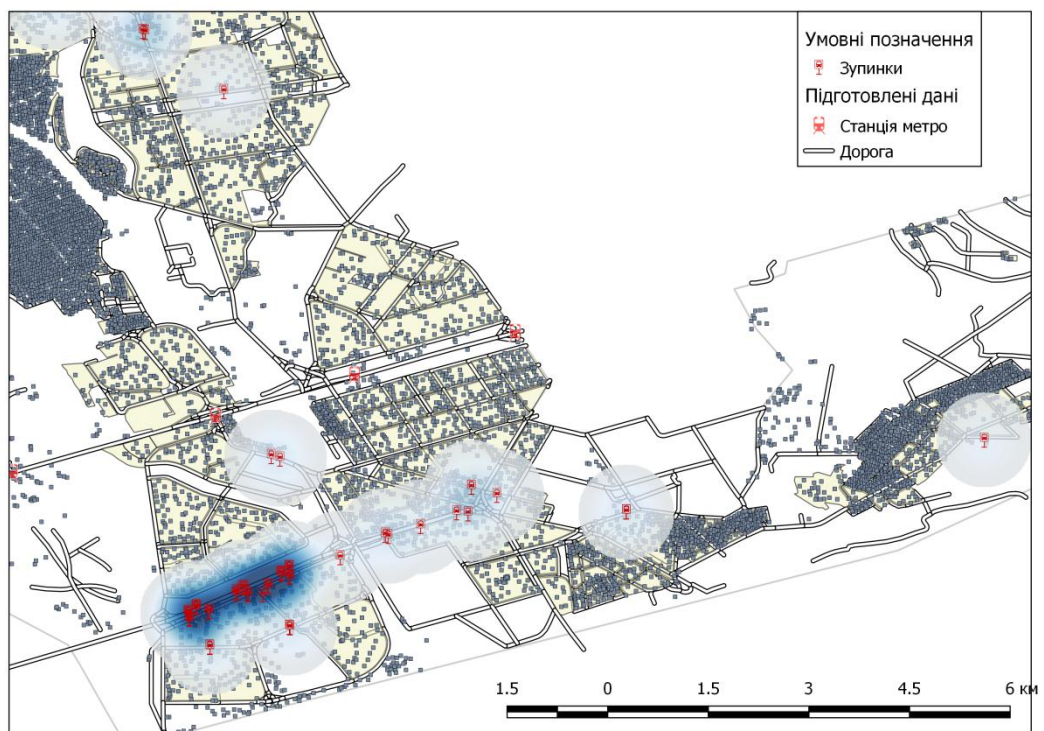 Умовні позначення
Зупинки
Підготовлені дані
Станція метро
Дорога
1.5 0 1.5 3 4.5 6 км